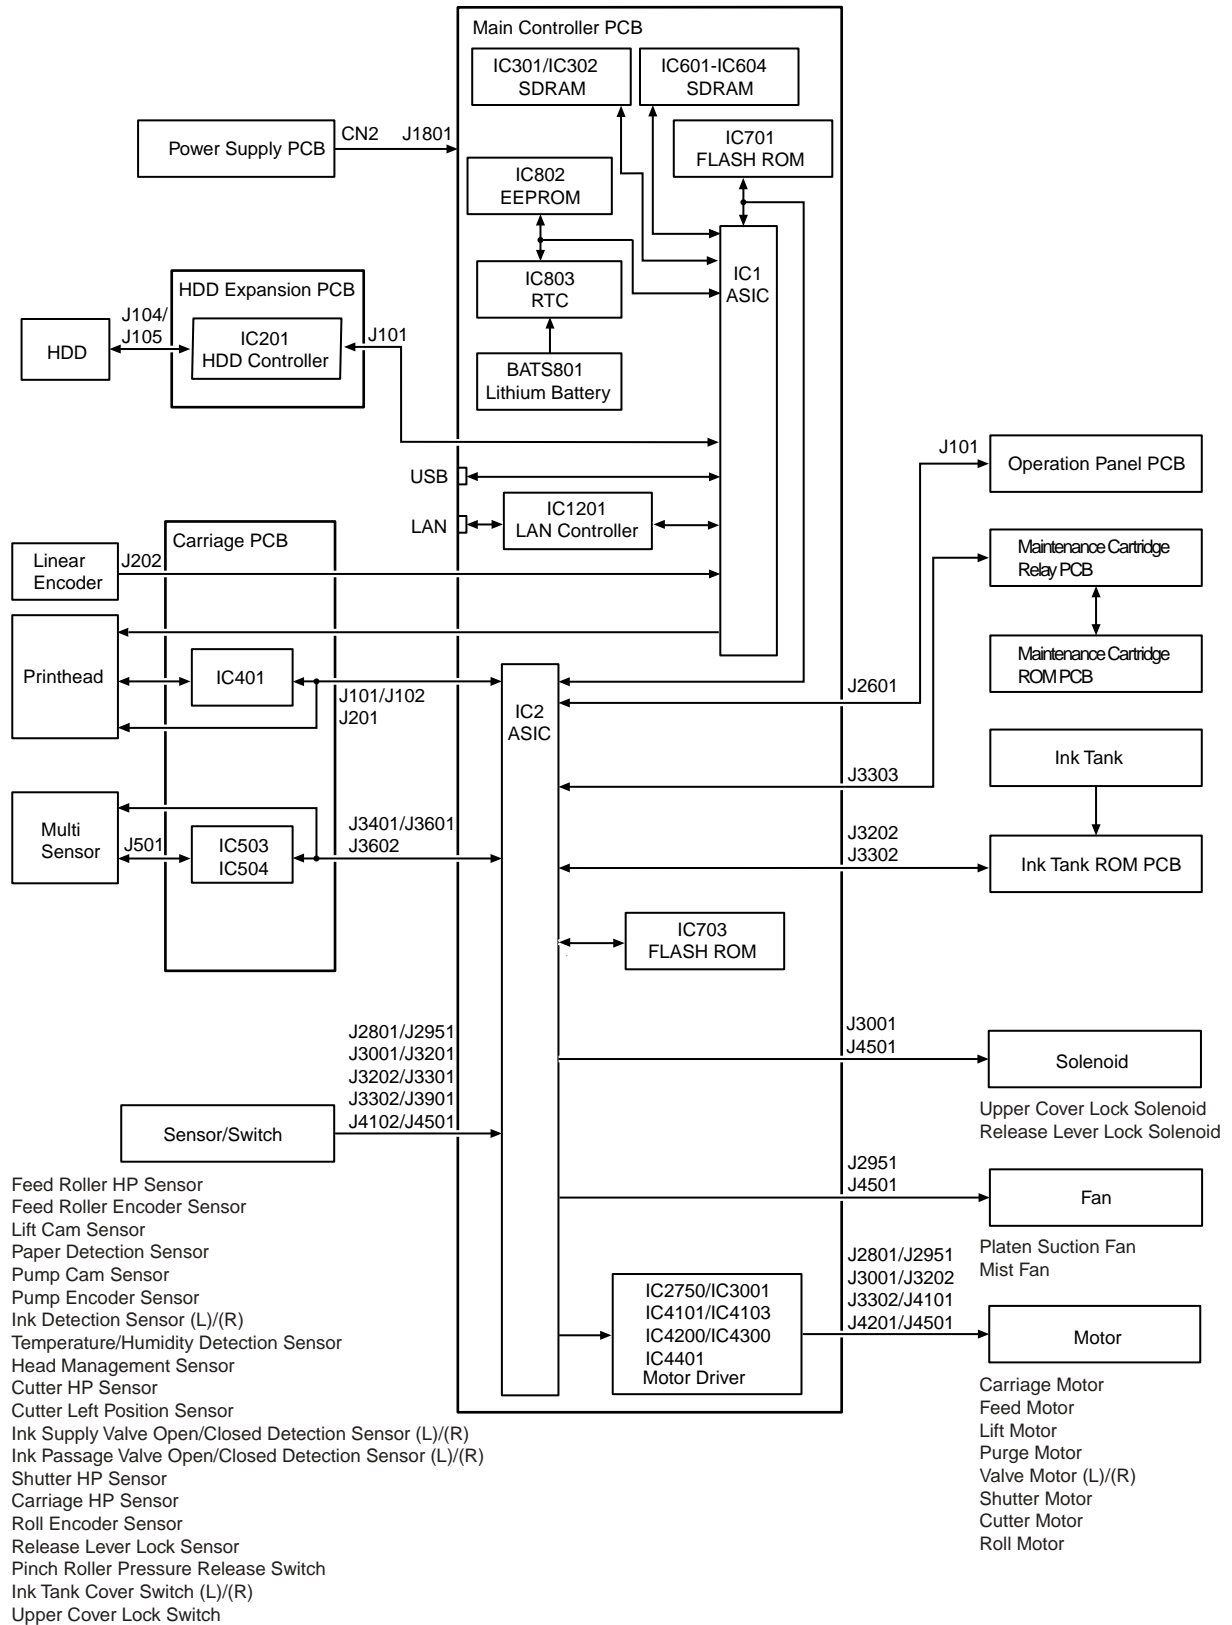 Main Controller PCB
IC301/IC302
SDRAM
IC601-IC604
SDRAM
CN2
J1801
Power Supply PCB
IC701
FLASH ROM
IC802
EEPROM
IC803
RTC
IC1
ASIC
BATS801
Lithium Battery
HDD Expansion PCB
J104/
J105
HDD
IC201
HDD Controller
J101
USB
LAN
IC1201
LAN Controller
J101
Operation Panel PCB
Carriage PCB
Linear
Encoder
J202
Maintenance Cartridge
Relay PCB
Maintenance Cartridge
ROM PCB
Printhead
IC401
J101/J102
J201
IC2
ASIC
J2601
Ink Tank
J3303
Multi
Sensor
J501
IC503
IC504
J3401/J3601
J3602
J3202
J3302
Ink Tank ROM PCB
IC703
FLASH ROM
J2801/J2951
J3001/J3201
J3202/J3301
J3302/J3901
J4102/J4501
Sensor/Switch
J3001
J4501
Solenoid
Upper Cover Lock Solenoid
Release Lever Lock Solenoid
J2951
J4501
Fan
Platen Suction Fan
Mist Fan
IC2750/IC3001
IC4101/IC4103
IC4200/IC4300
IC4401
Motor Driver
J2801/J2951
J3001/J3202
J3302/J4101
J4201/J4501
Motor
Carriage Motor
Feed Motor
Lift Motor
Purge Motor
Valve Motor (L)/(R)
Shutter Motor
Cutter Motor
Roll Motor
Feed Roller HP Sensor
Feed Roller Encoder Sensor
Lift Cam Sensor
Paper Detection Sensor
Pump Cam Sensor
Pump Encoder Sensor
Ink Detection Sensor (L)/(R)
Temperature/Humidity Detection Sensor
Head Management Sensor
Cutter HP Sensor
Cutter Left Position Sensor
Ink Supply Valve Open/Closed Detection Sensor (L)/(R)
Ink Passage Valve Open/Closed Detection Sensor (L)/(R)
Shutter HP Sensor
Carriage HP Sensor
Roll Encoder Sensor
Release Lever Lock Sensor
Pinch Roller Pressure Release Switch
Ink Tank Cover Switch (L)/(R)
Upper Cover Lock Switch